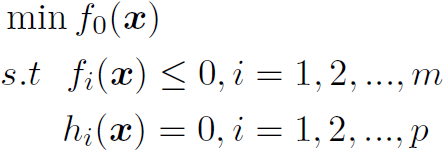 min f₀(x)
s.t fᵢ(x) ≤ 0, i = 1, 2, ..., m
hᵢ(x) = 0, i = 1, 2, ..., p